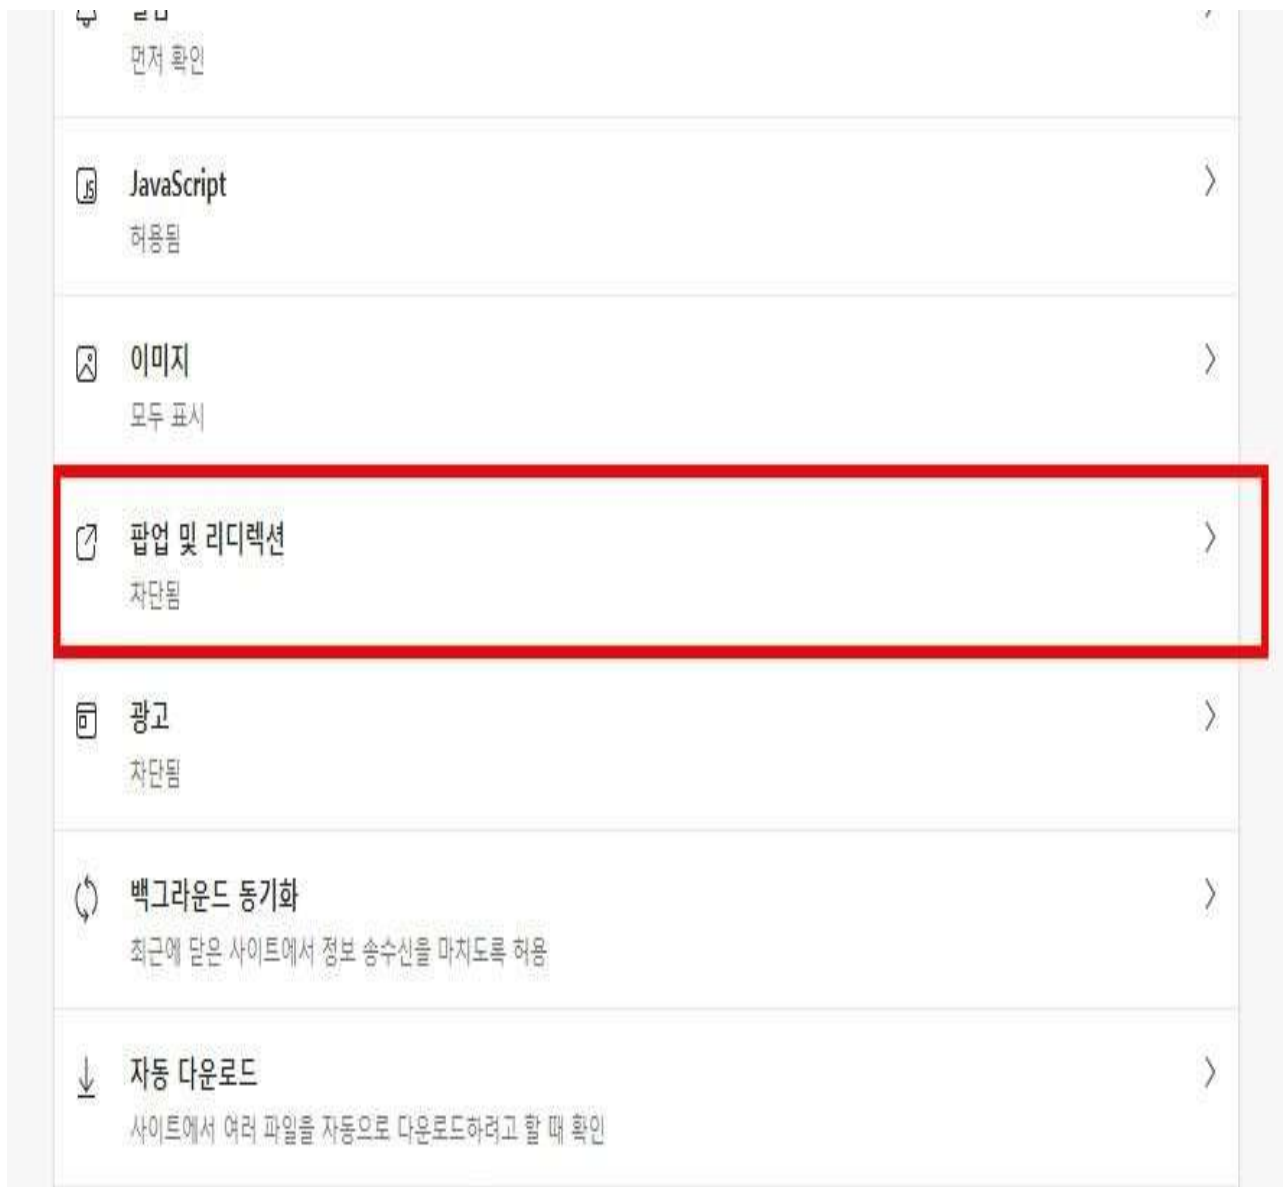 먼저 확인
JavaScript
허용됨
이미지
모두 표시
팝업 및 리디렉션
차단됨
광고
차단됨
백그라운드 동기화
최근에 닫은 사이트에서 정보 송수신을 마치도록 허용
자동 다운로드
사이트에서 여러 파일을 자동으로 다운로드하려고 할 때 확인